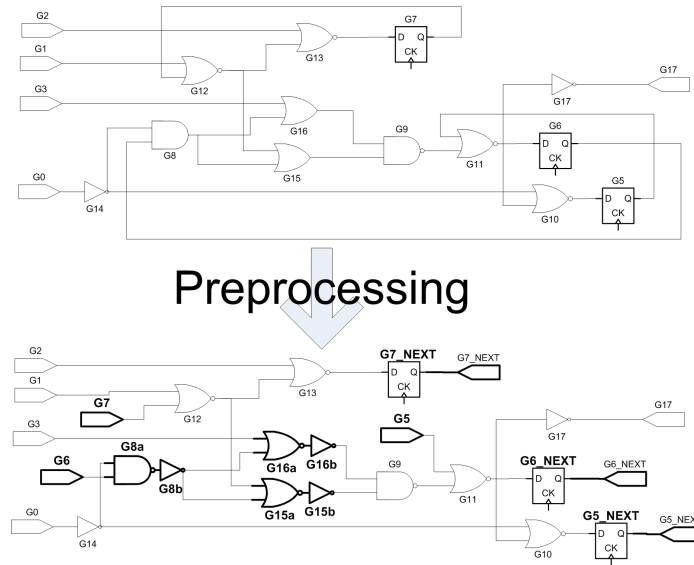 G2
G7
D Q
CK
G13
G1
G12
G17
G17
G3
G16
G9
G6
D Q
CK
G8
G11
G15
G5
D Q
CK
G0
G14
G10
Preprocessing
G2
G7_NEXT
D Q
CK
G7_NEXT
G13
G1
G7
G12
G5
G17
G17
G3
G8a
G16a
G16b
G9
G6
G8b
G6_NEXT
D Q
CK
G6_NEXT
G11
G15a
G15b
G0
G14
G5_NEXT
D Q
CK
G5_NEX
G10